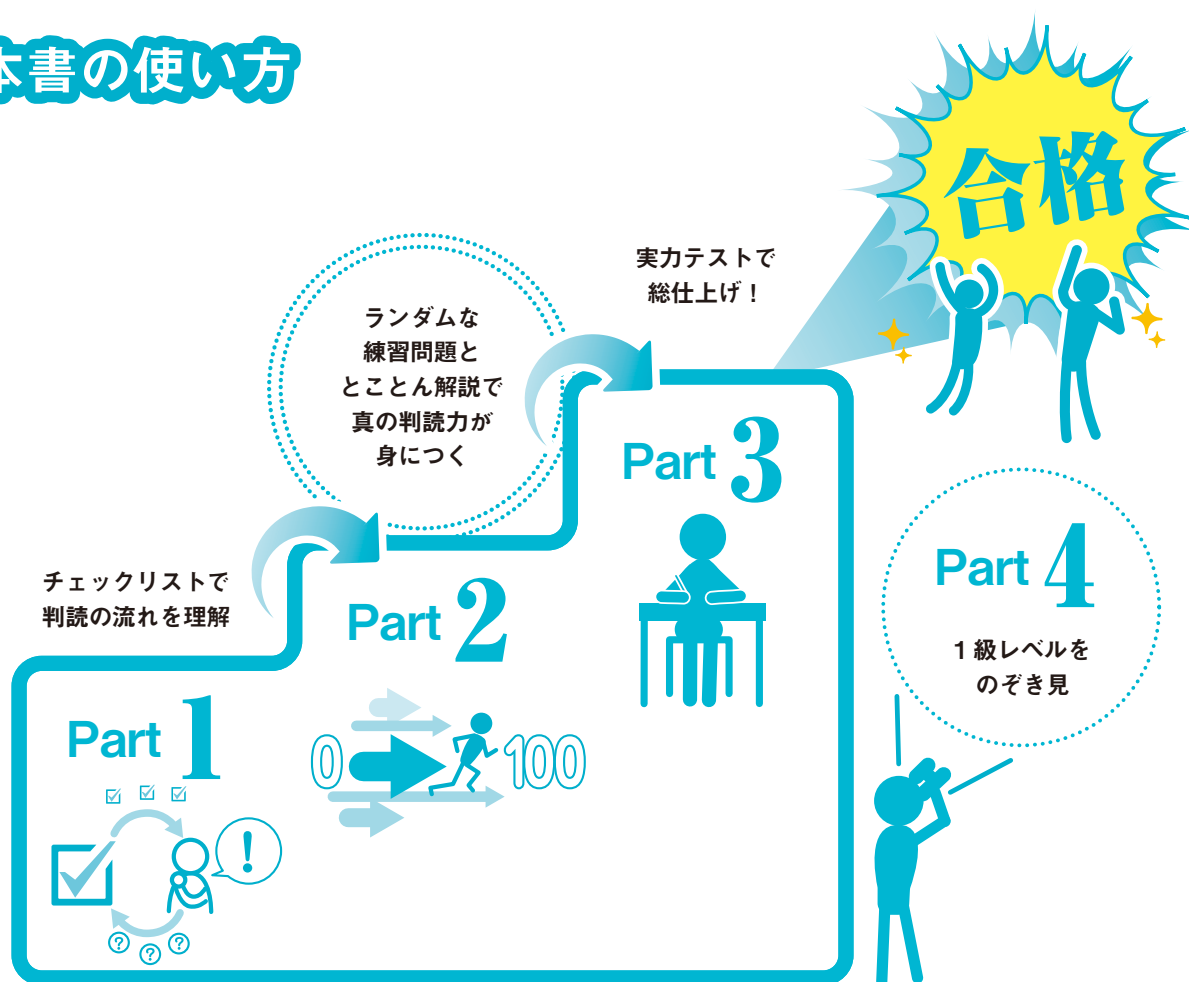 本書の使い方
合格
実力テストで
総仕上げ！
ランダムな
練習問題と
とことん解説で
真の判読力が
身につく
Part 3
チェックリストで
判読の流れを理解
Part 2
0 100
Part 1
!
? ? ?
Part 4
1 級レベルを
のぞき見